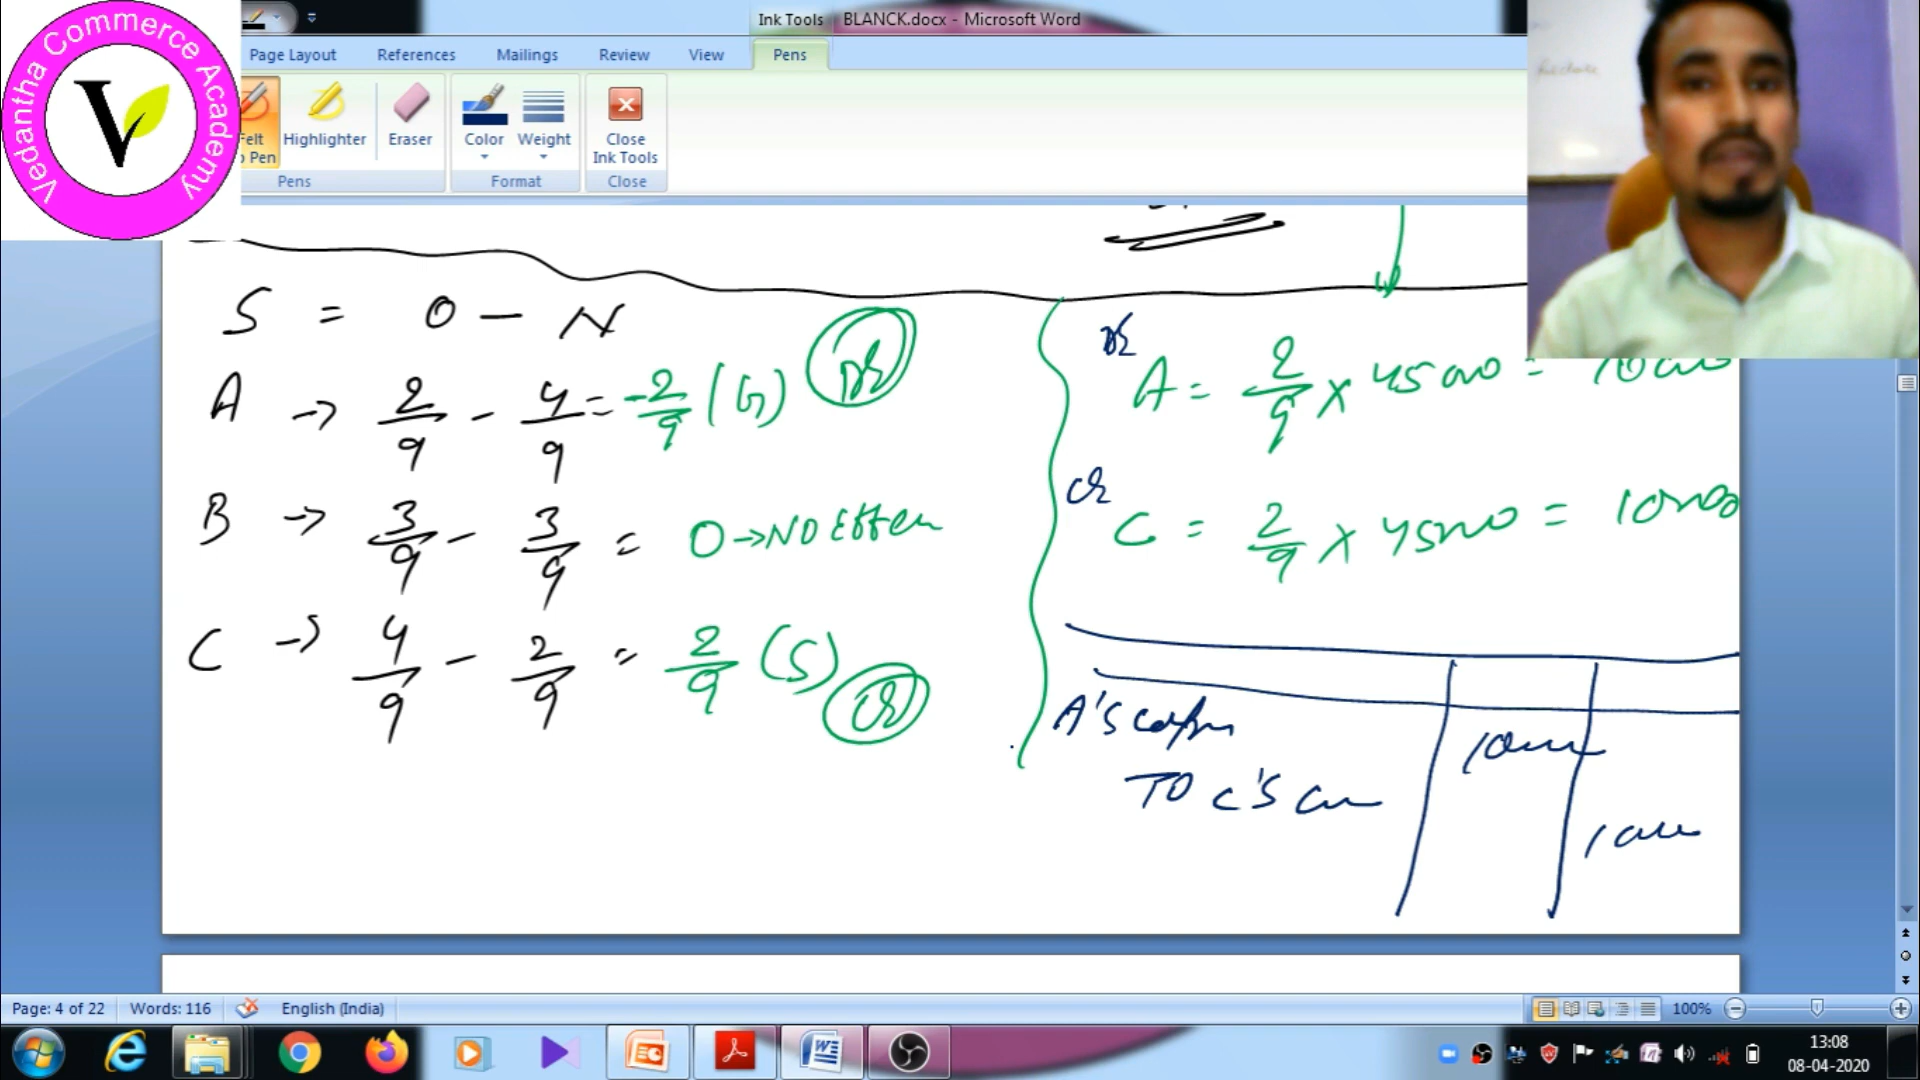 Vedantha Commerce Academy
V
Ink Tools BLANCK.docx - Microsoft Word
Page Layout References Mailings Review View Pens
Felt
Pen
Highlighter
Eraser
Color
Weight
Close
Ink Tools
Pens Format Close
S = O - N
A → 2/9 - 4/9 = -2/9 (G) Dr
B → 3/9 - 3/9 = 0 → NO Effect
C → 4/9 - 2/9 = 2/9 (S) Cr
Dr
A = 2/9 × 45000 = 10000
Cr
C = 2/9 × 45000 = 10000
A's
TO C's
Page: 4 of 22 Words: 116 English (India) 100%
13:08
08-04-2020